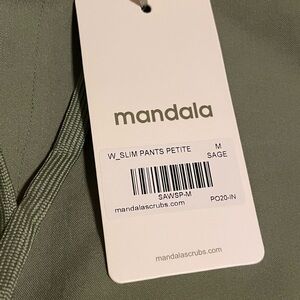 mandala
W_SLIM PANTS PETITE M
SAGE
SAWSP-M
mandalascrubs.com PO20-IN
mandalascrubs.com